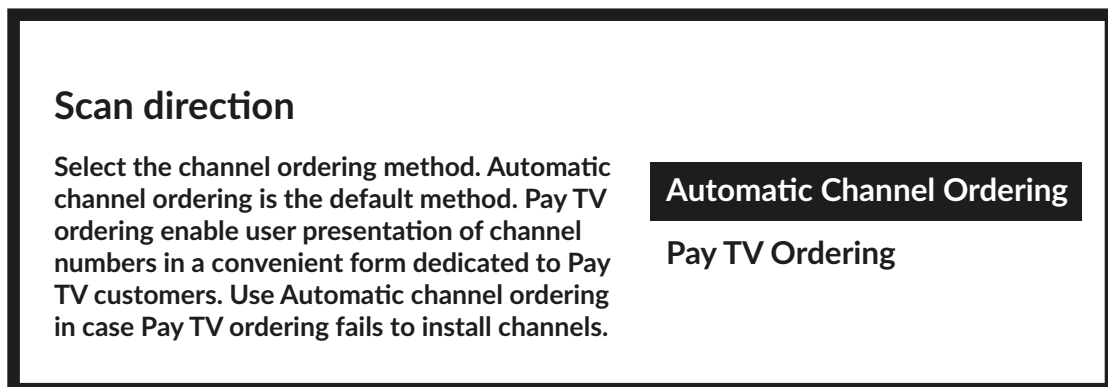 Scan direction
Select the channel ordering method. Automatic
channel ordering is the default method. Pay TV
ordering enable user presentation of channel
numbers in a convenient form dedicated to Pay
TV customers. Use Automatic channel ordering
in case Pay TV ordering fails to install channels.
Automatic Channel Ordering
Pay TV Ordering